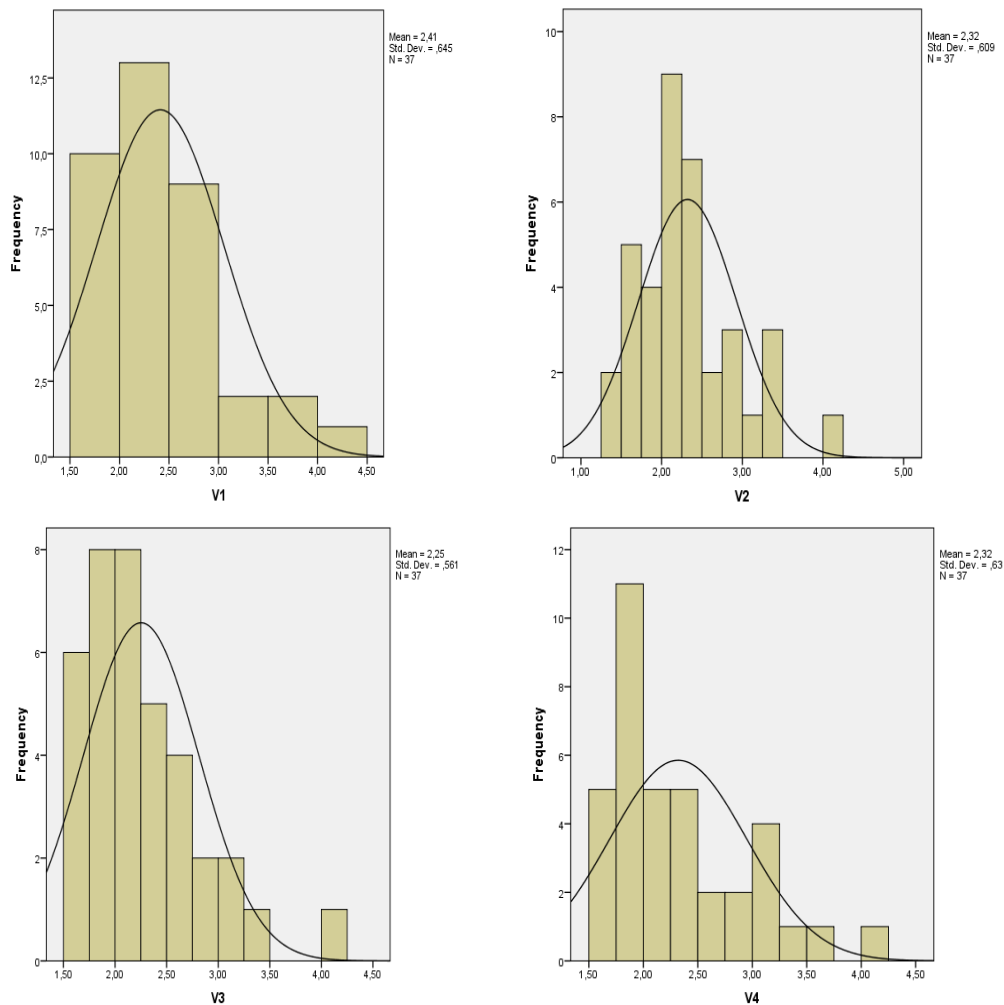 Mean = 2,41
Std. Dev. = ,645
N = 37
12,5
10,0
7,5
5,0
2,5
0,0
Frequency
1,50 2,00 2,50 3,00 3,50 4,00 4,50
V1
Mean = 2,32
Std. Dev. = ,609
N = 37
10
8
6
4
2
0
Frequency
1,00 2,00 3,00 4,00 5,00
V2
Mean = 2,25
Std. Dev. = ,561
N = 37
8
6
4
2
0
Frequency
1,50 2,00 2,50 3,00 3,50 4,00 4,50
V3
Mean = 2,32
Std. Dev. = ,63
N = 37
12
10
8
6
4
2
0
Frequency
1,50 2,00 2,50 3,00 3,50 4,00 4,50
V4